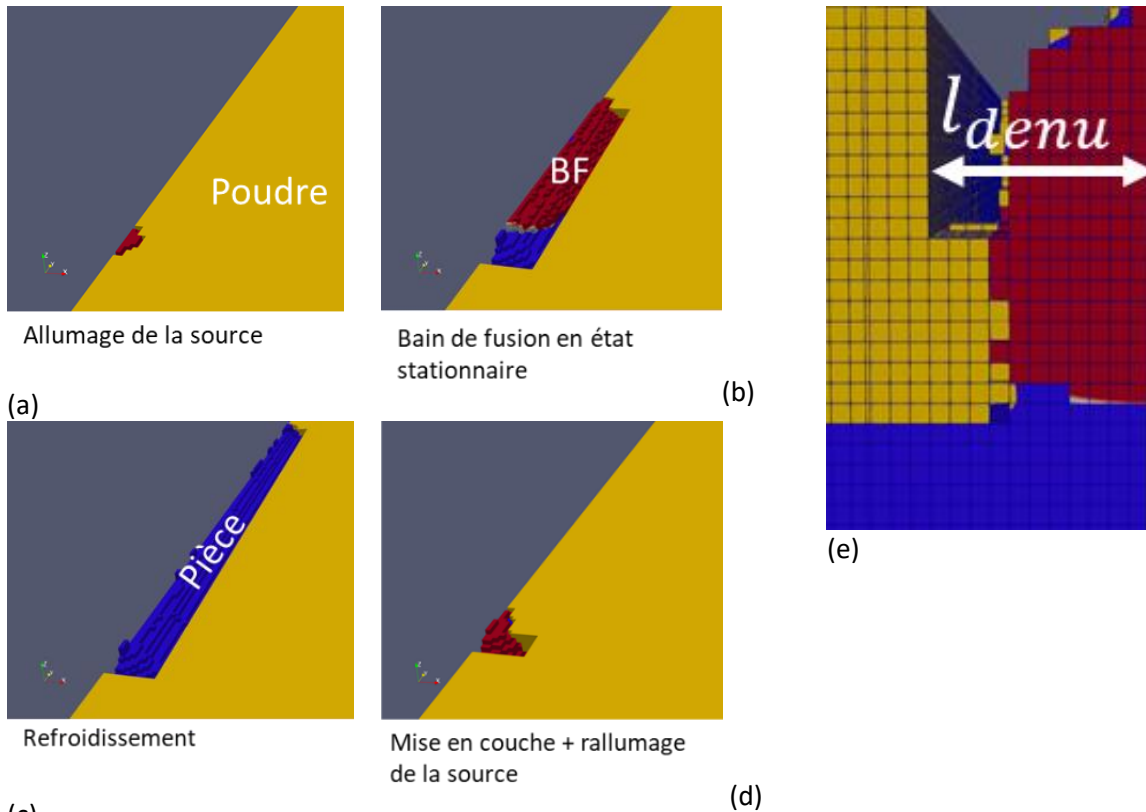 Poudre
Allumage de la source
(a)
BF
Bain de fusion en état
stationnaire
(b)
Pièce
Refroidissement
(c)
Mise en couche + rallumage
de la source
(d)
l_denu
(e)